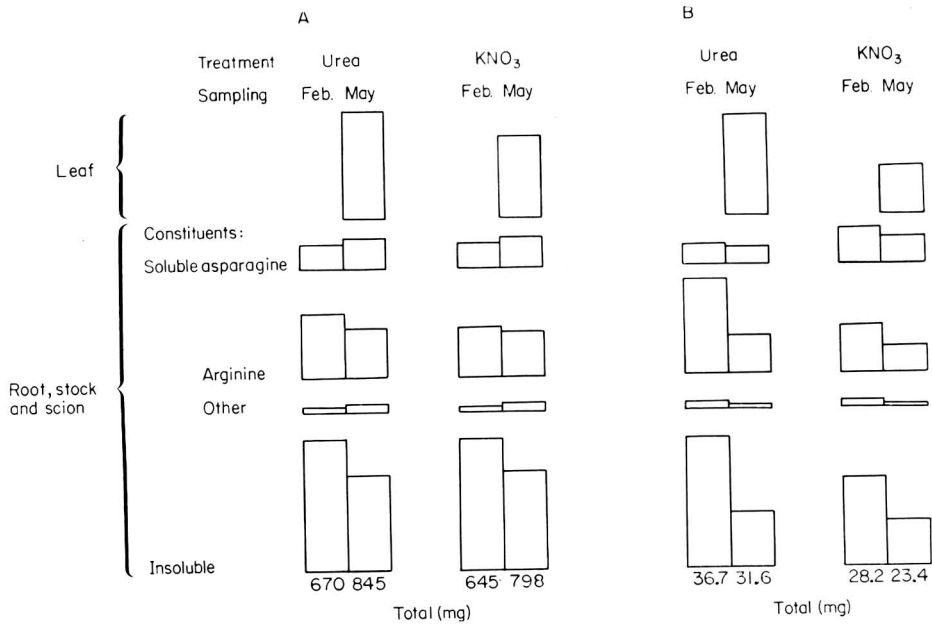 A
B
Treatment Urea KNO3 Urea KNO3
Sampling Feb. May Feb. May Feb. May Feb. May
Leaf
Constituents:
Soluble asparagine
Arginine
Root, stock
and scion
Other
Insoluble
670 845 645 798 36.7 31.6 28.2 23.4
Total (mg) Total (mg)